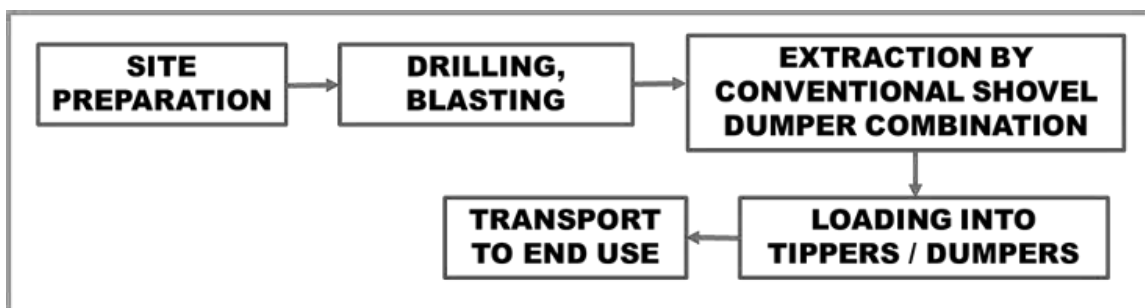 SITE
PREPARATION
DRILLING,
BLASTING
EXTRACTION BY
CONVENTIONAL SHOVEL
DUMPER COMBINATION
LOADING INTO
TIPPERS / DUMPERS
TRANSPORT
TO END USE